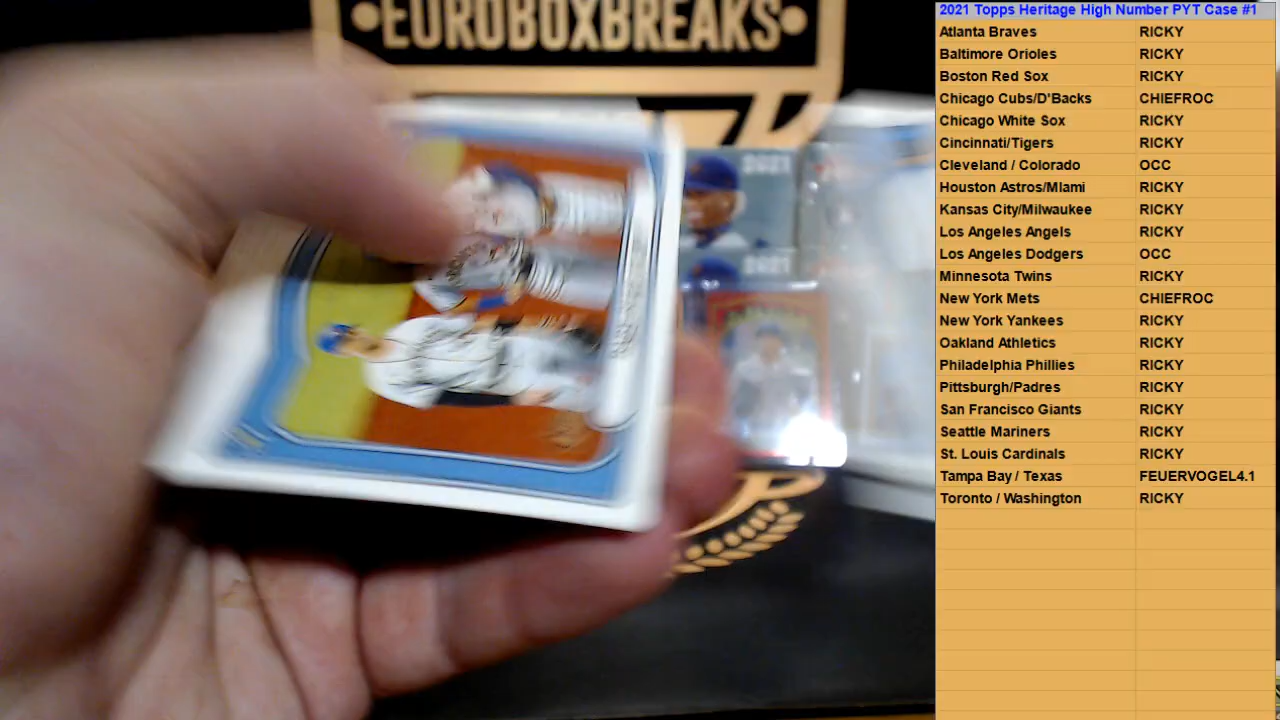 •EUROBOXBREAKS•
2021
2021
2021 Topps Heritage High Number PYT Case #1
Atlanta Braves RICKY
Baltimore Orioles RICKY
Boston Red Sox RICKY
Chicago Cubs/D'Backs CHIEFROC
Chicago White Sox RICKY
Cincinnati/Tigers RICKY
Cleveland / Colorado OCC
Houston Astros/Miami RICKY
Kansas City/Milwaukee RICKY
Los Angeles Angels RICKY
Los Angeles Dodgers OCC
Minnesota Twins RICKY
New York Mets CHIEFROC
New York Yankees RICKY
Oakland Athletics RICKY
Philadelphia Phillies RICKY
Pittsburgh/Padres RICKY
San Francisco Giants RICKY
Seattle Mariners RICKY
St. Louis Cardinals RICKY
Tampa Bay / Texas FEUERVOGEL4.1
Toronto / Washington RICKY